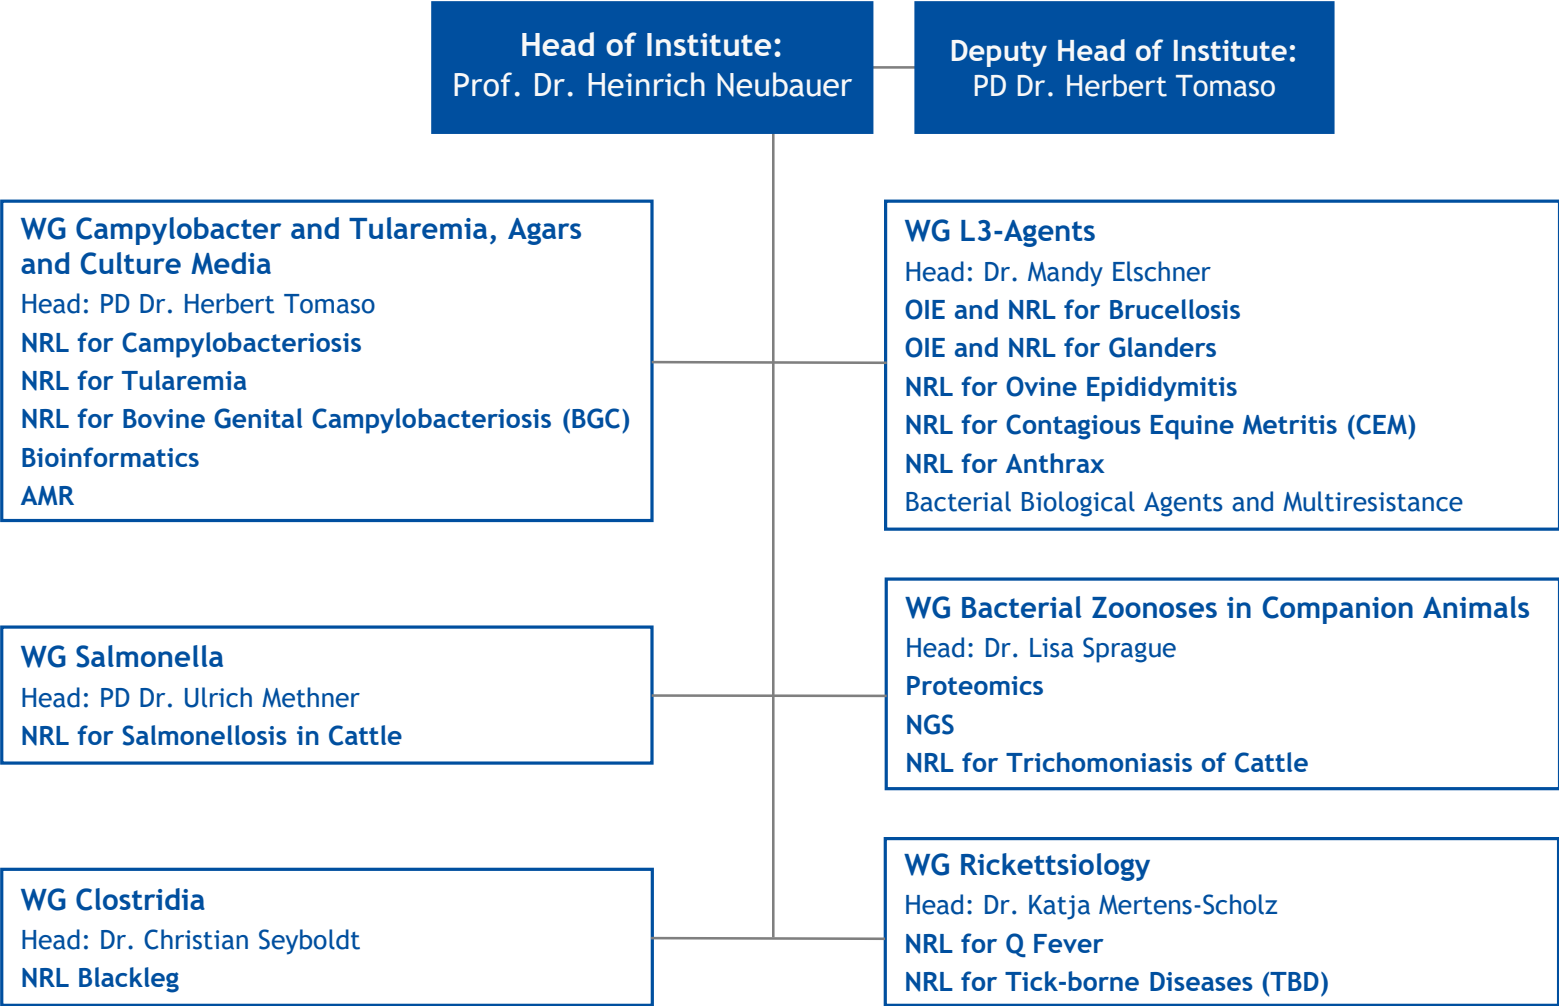 Head of Institute:
Prof. Dr. Heinrich Neubauer
Deputy Head of Institute:
PD Dr. Herbert Tomaso
WG Campylobacter and Tularemia, Agars
and Culture Media
Head: PD Dr. Herbert Tomaso
NRL for Campylobacteriosis
NRL for Tularemia
NRL for Bovine Genital Campylobacteriosis (BGC)
Bioinformatics
AMR
WG L3-Agents
Head: Dr. Mandy Elschner
OIE and NRL for Brucellosis
OIE and NRL for Glanders
NRL for Ovine Epididymitis
NRL for Contagious Equine Metritis (CEM)
NRL for Anthrax
Bacterial Biological Agents and Multiresistance
WG Salmonella
Head: PD Dr. Ulrich Methner
NRL for Salmonellosis in Cattle
WG Bacterial Zoonoses in Companion Animals
Head: Dr. Lisa Sprague
Proteomics
NGS
NRL for Trichomoniasis of Cattle
WG Clostridia
Head: Dr. Christian Seyboldt
NRL Blackleg
WG Rickettsiology
Head: Dr. Katja Mertens-Scholz
NRL for Q Fever
NRL for Tick-borne Diseases (TBD)